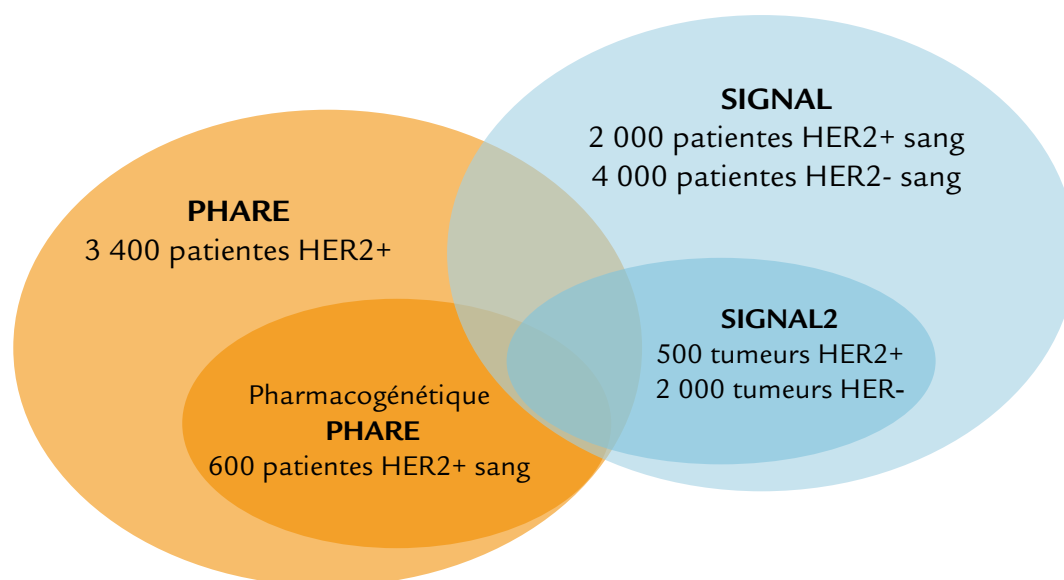 SIGNAL
2 000 patientes HER2+ sang
4 000 patientes HER2- sang
PHARE
3 400 patientes HER2+
SIGNAL2
500 tumeurs HER2+
2 000 tumeurs HER-
Pharmacogénétique
PHARE
600 patientes HER2+ sang